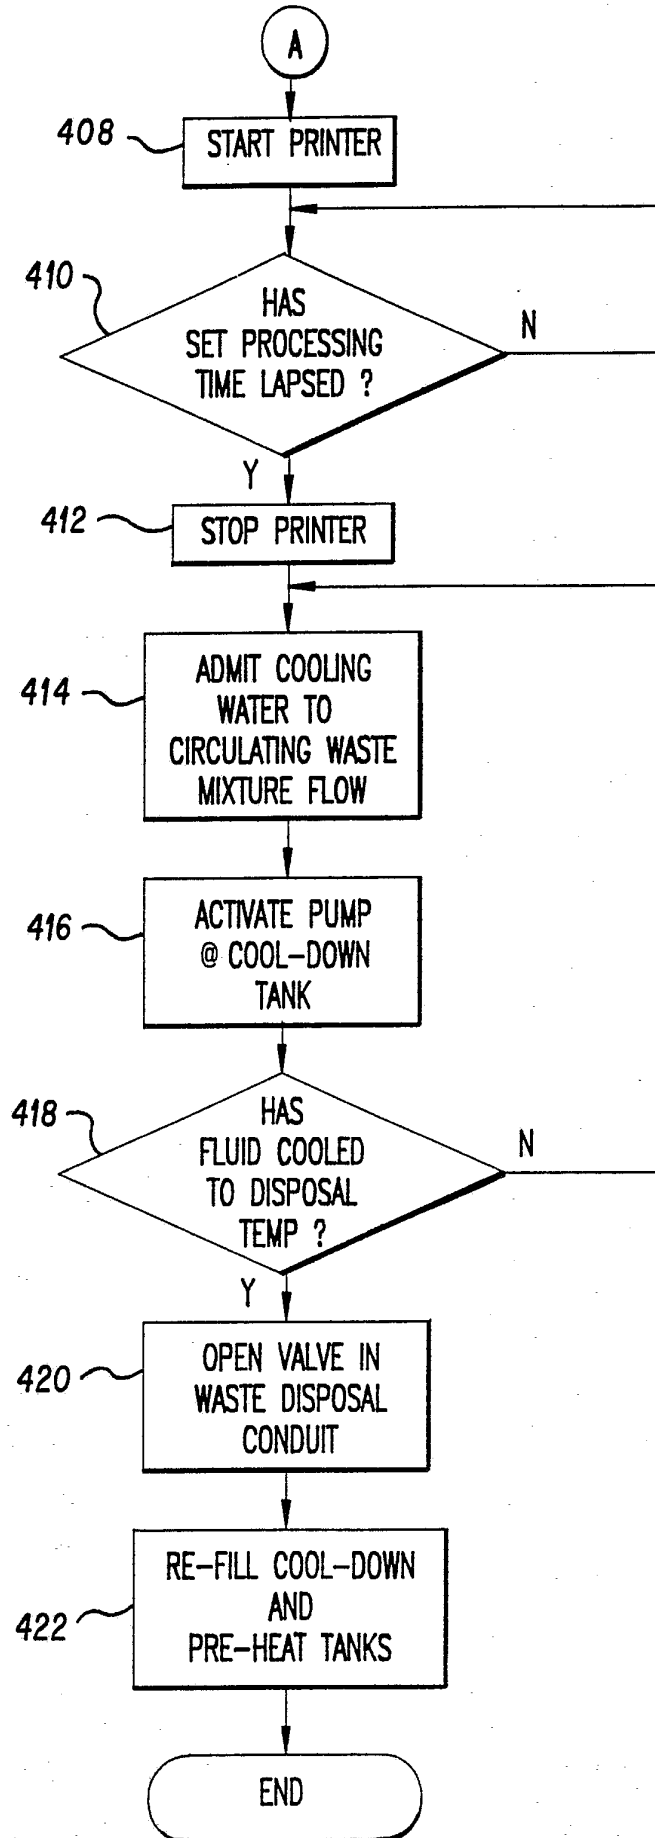 A
408
START PRINTER
410
HAS
SET PROCESSING
TIME LAPSED ?
N
Y
412
STOP PRINTER
414
ADMIT COOLING
WATER TO
CIRCULATING WASTE
MIXTURE FLOW
416
ACTIVATE PUMP
@ COOL-DOWN
TANK
418
HAS
FLUID COOLED
TO DISPOSAL
TEMP ?
N
Y
420
OPEN VALVE IN
WASTE DISPOSAL
CONDUIT
422
RE-FILL COOL-DOWN
AND
PRE-HEAT TANKS
END